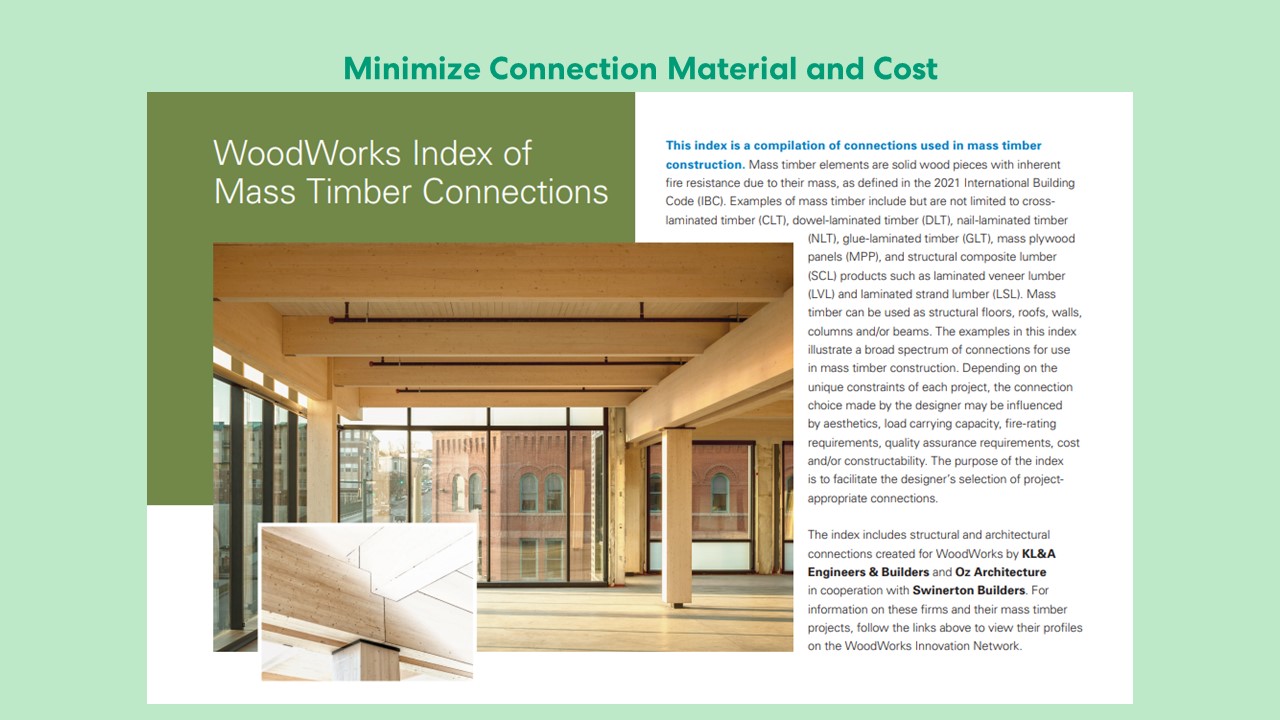 Minimize Connection Material and Cost
WoodWorks Index of
Mass Timber Connections
This index is a compilation of connections used in mass timber
construction. Mass timber elements are solid wood pieces with inherent
fire resistance due to their mass, as defined in the 2021 International Building
Code (IBC). Examples of mass timber include but are not limited to cross-
laminated timber (CLT), dowel-laminated timber (DLT), nail-laminated timber
(NLT), glue-laminated timber (GLT), mass plywood
panels (MPP), and structural composite lumber
(SCL) products such as laminated veneer lumber
(LVL) and laminated strand lumber (LSL). Mass
timber can be used as structural floors, roofs, walls,
columns and/or beams. The examples in this index
illustrate a broad spectrum of connections for use
in mass timber construction. Depending on the
unique constraints of each project, the connection
choice made by the designer may be influenced
by aesthetics, load carrying capacity, fire-rating
requirements, quality assurance requirements, cost
and/or constructability. The purpose of the index
is to facilitate the designer's selection of project-
appropriate connections.
The index includes structural and architectural
connections created for WoodWorks by KL&A
Engineers & Builders and Oz Architecture
in cooperation with Swinerton Builders. For
information on these firms and their mass timber
projects, follow the links above to view their profiles
on the WoodWorks Innovation Network.